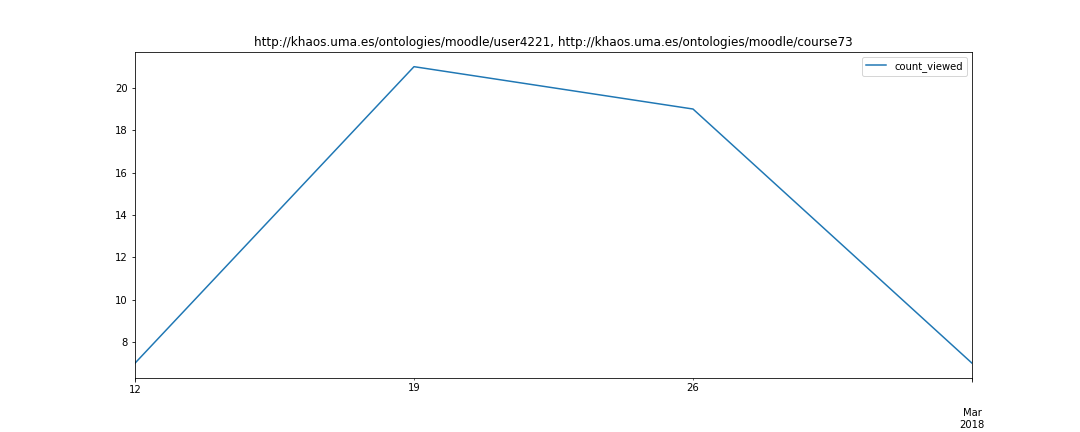 http://khaos.uma.es/ontologies/moodle/user4221, http://khaos.uma.es/ontologies/moodle/course73
count_viewed
20
18
16
14
12
10
8
12 19 26
Mar
2018